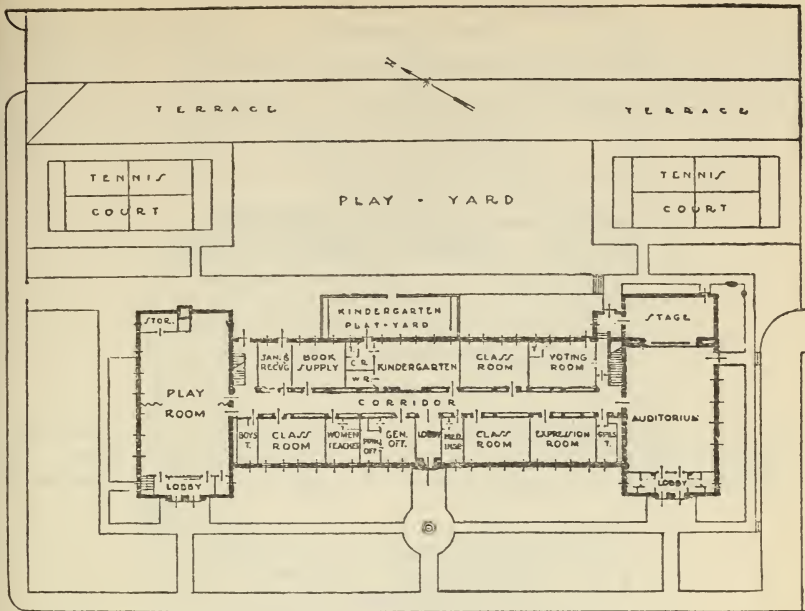 N
TERRACE
TERRACE
TENNIS
COURT
PLAY - YARD
TENNIS
COURT
KINDERGARTEN
PLAY-YARD
STOR.
STAGE
JAN. &
RECVG
BOOK
SUPPLY
C.R.
W.R.
KINDERGARTEN
CLASS
ROOM
VOTING
ROOM
PLAY
ROOM
CORRIDOR
AUDITORIUM
BOYS
T.
CLASS
ROOM
WOMEN
TEACHER
PRIN.
OFF.
GEN.
OFF.
LOBBY
MED.
INSP.
CLASS
ROOM
EXPRESSION
ROOM
GIRLS
T.
LOBBY
LOBBY